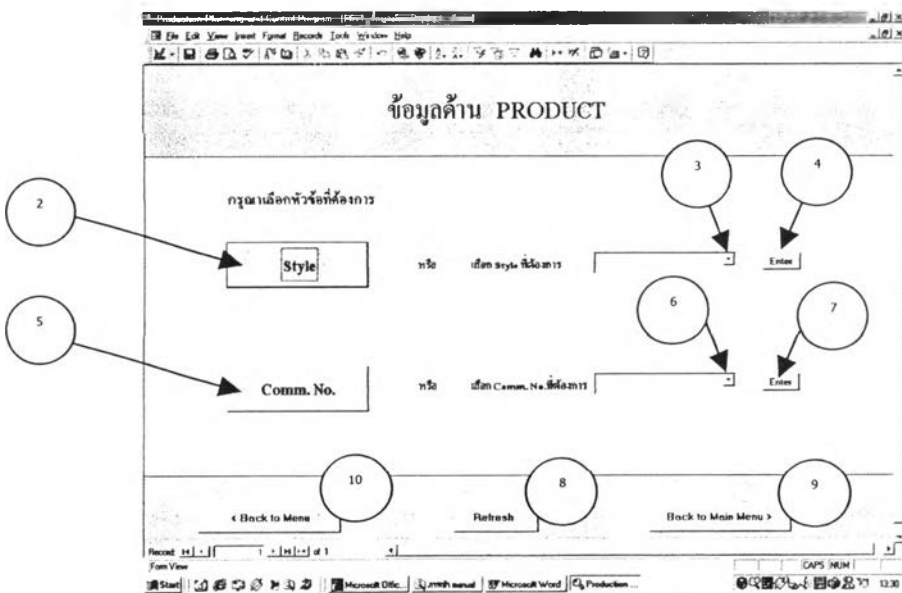 Production Planning and Control Program
File Edit View Insert Format Records Tools Window Help
ข้อมูลด้าน PRODUCT
3
4
2
กรุณาเลือกหัวข้อที่ต้องการ
Style
หรือ
เลือก Style ที่ต้องการ
Enter
5
6
7
Comm. No.
หรือ
เลือก Comm. No. ที่ต้องการ
Enter
10
8
9
< Back to Menu
Refresh
Back to Main Menu >
Record: 1 of 1
Form View
CAPS NUM
Start
Microsoft Offic...
manual
Microsoft Word
Production ...
13:30